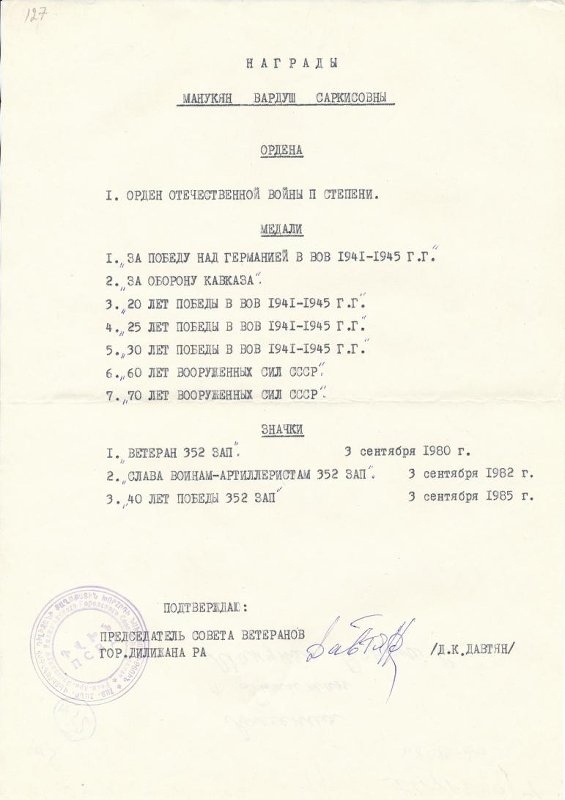 127
НАГРАДЫ
МАНУКЯН ВАРДУШ САРКИСОВНЫ
ОРДЕНА
I. ОРДЕН ОТЕЧЕСТВЕННОЙ ВОЙНЫ П СТЕПЕНИ.
МЕДАЛИ
I. „ЗА ПОБЕДУ НАД ГЕРМАНИЕЙ В ВОВ I94I-I945 Г.Г."
2. „ЗА ОБОРОНУ КАВКАЗА".
3. „20 ЛЕТ ПОБЕДЫ В ВОВ I94I-I945 Г.Г".
4. „25 ЛЕТ ПОБЕДЫ В ВОВ I94I-I945 Г.Г".
5. „30 ЛЕТ ПОБЕДЫ В ВОВ I94I-I945 Г.Г".
6. „60 ЛЕТ ВООРУЖЕННЫХ СИЛ СССР".
7. „70 ЛЕТ ВООРУЖЕННЫХ СИЛ СССР".
ЗНАЧКИ
I. „ВЕТЕРАН 352 ЗАП". 3 сентября I980 г.
2. „СЛАВА ВОИНАМ-АРТИЛЛЕРИСТАМ 352 ЗАП". 3 сентября I982 г.
3. „40 ЛЕТ ПОБЕДЫ 352 ЗАП" 3 сентября I985 г.
ПОДТВЕРЖДАЮ:
ПРЕДСЕДАТЕЛЬ СОВЕТА ВЕТЕРАНОВ
ГОР.ДИЛИЖАНА РА /Д.К.ДАВТЯН/